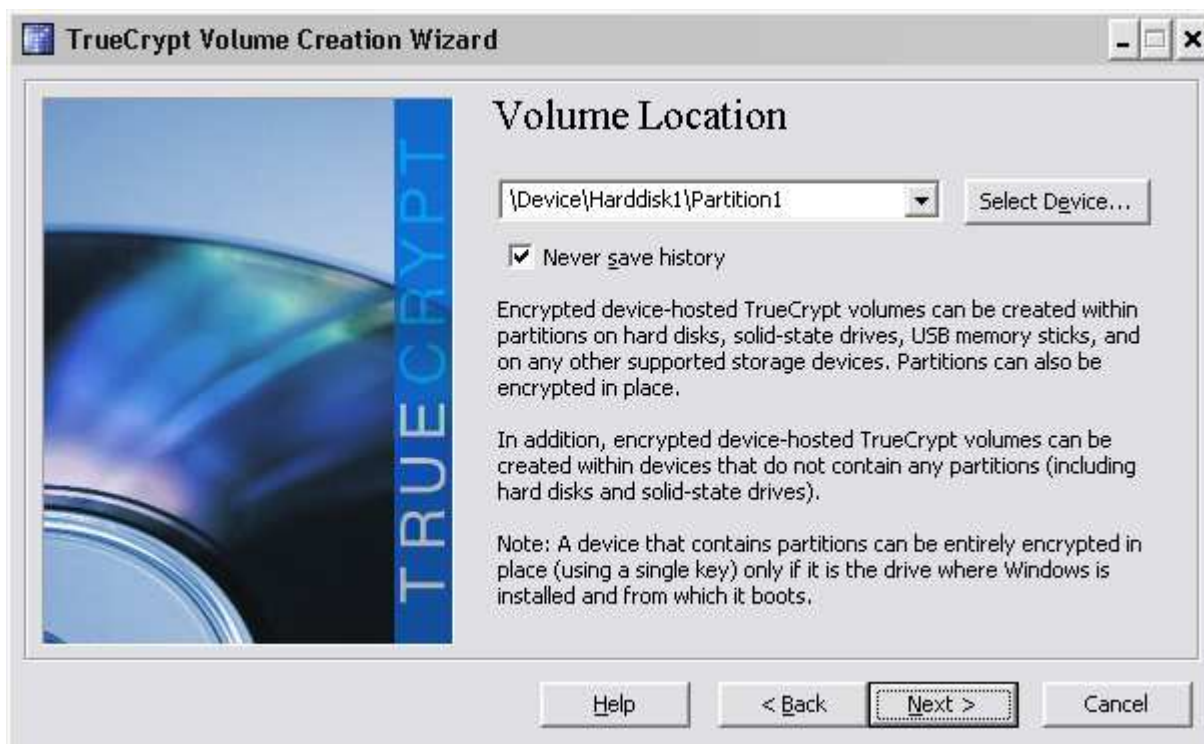 TrueCrypt Volume Creation Wizard
TRUECRYPT
Volume Location
\Device\Harddisk1\Partition1
Select Device...
Never save history
Encrypted device-hosted TrueCrypt volumes can be created within
partitions on hard disks, solid-state drives, USB memory sticks, and
on any other supported storage devices. Partitions can also be
encrypted in place.
In addition, encrypted device-hosted TrueCrypt volumes can be
created within devices that do not contain any partitions (including
hard disks and solid-state drives).
Note: A device that contains partitions can be entirely encrypted in
place (using a single key) only if it is the drive where Windows is
installed and from which it boots.
Help
< Back
Next >
Cancel